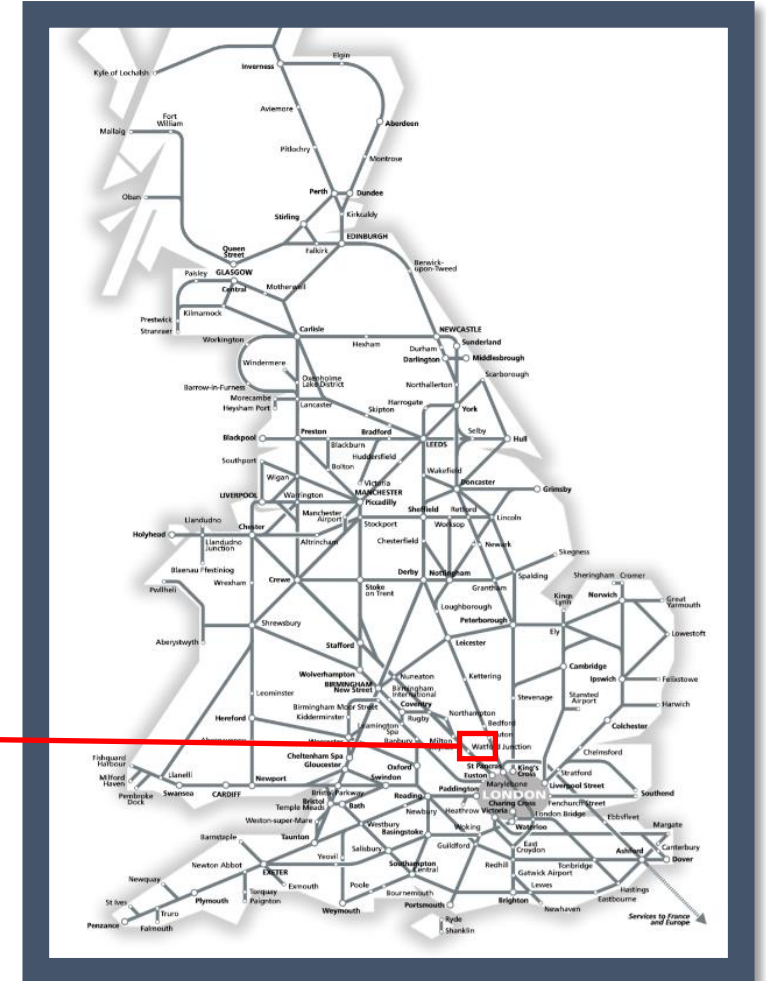 Elgin
Inverness
Kyle of Lochalsh
Aviemore
Fort
William
Mallaig
Aberdeen
Pitlochry
Montrose
Perth
Dundee
Oban
Kirkcaldy
Stirling
EDINBURGH
Queen
Street
Falkirk
Berwick-
upon-Tweed
Paisley
GLASGOW
Central
Motherwell
Kilmarnock
Prestwick
Stranraer
Carlisle
NEWCASTLE
Workington
Hexham
Sunderland
Durham
Darlington
Middlesbrough
Windermere
Scarborough
Oxenholme
Lake District
Northallerton
Barrow-in-Furness
Morecambe
Heysham Port
Lancaster
Harrogate
York
Skipton
Blackpool
Preston
Bradford
Selby
Hull
Blackburn
LEEDS
Huddersfield
Southport
Bolton
Wakefield
Wigan
Victoria
Doncaster
MANCHESTER
Piccadilly
Grimsby
LIVERPOOL
Warrington
Manchester
Airport
Sheffield
Retford
Lincoln
Llandudno
Chester
Stockport
Worksop
Holyhead
Llandudno
Junction
Altrincham
Chesterfield
Newark
Skegness
Blaenau Ffestiniog
Derby
Nottingham
Spalding
Sheringham
Cromer
Pwllheli
Wrexham
Crewe
Stoke
on Trent
Grantham
Kings
Lynn
Norwich
Great
Yarmouth
Loughborough
Peterborough
Ely
Lowestoft
Shrewsbury
Aberystwyth
Stafford
Leicester
Cambridge
Wolverhampton
Nuneaton
Kettering
Ipswich
Felixstowe
BIRMINGHAM
New Street
Birmingham
International
Leominster
Stevenage
Stansted
Airport
Harwich
Birmingham Moor Street
Coventry
Kidderminster
Rugby
Northampton
Hereford
Leamington
Spa
Bedford
Colchester
Banbury
Milton
Watford Junction
Chelmsford
Fishguard
Harbour
Cheltenham Spa
Gloucester
Oxford
St Pancras
Euston
King's
Cross
Stratford
Milford
Haven
Llanelli
Newport
Swindon
Marylebone
Liverpool Street
Pembroke
Dock
Swansea
CARDIFF
Bristol Parkway
Reading
Paddington
LONDON
Southend
Bristol
Temple Meads
Bath
Newbury
Heathrow
Victoria
Charing Cross
Fenchurch Street
London Bridge
Ebbsfleet
Weston-super-Mare
Westbury
Basingstoke
Woking
Waterloo
Margate
Barnstaple
Taunton
Salisbury
Guildford
East
Croydon
Canterbury
Yeovil
Ashford
Dover
Newton Abbot
EXETER
Southampton
Central
Redhill
Gatwick Airport
Tonbridge
Newquay
Exmouth
Poole
Bournemouth
Lewes
Hastings
St Ives
Plymouth
Torquay
Paignton
Eastbourne
Truro
Weymouth
Portsmouth
Brighton
Newhaven
Penzance
Falmouth
Ryde
Shanklin
Services to France
and Europe